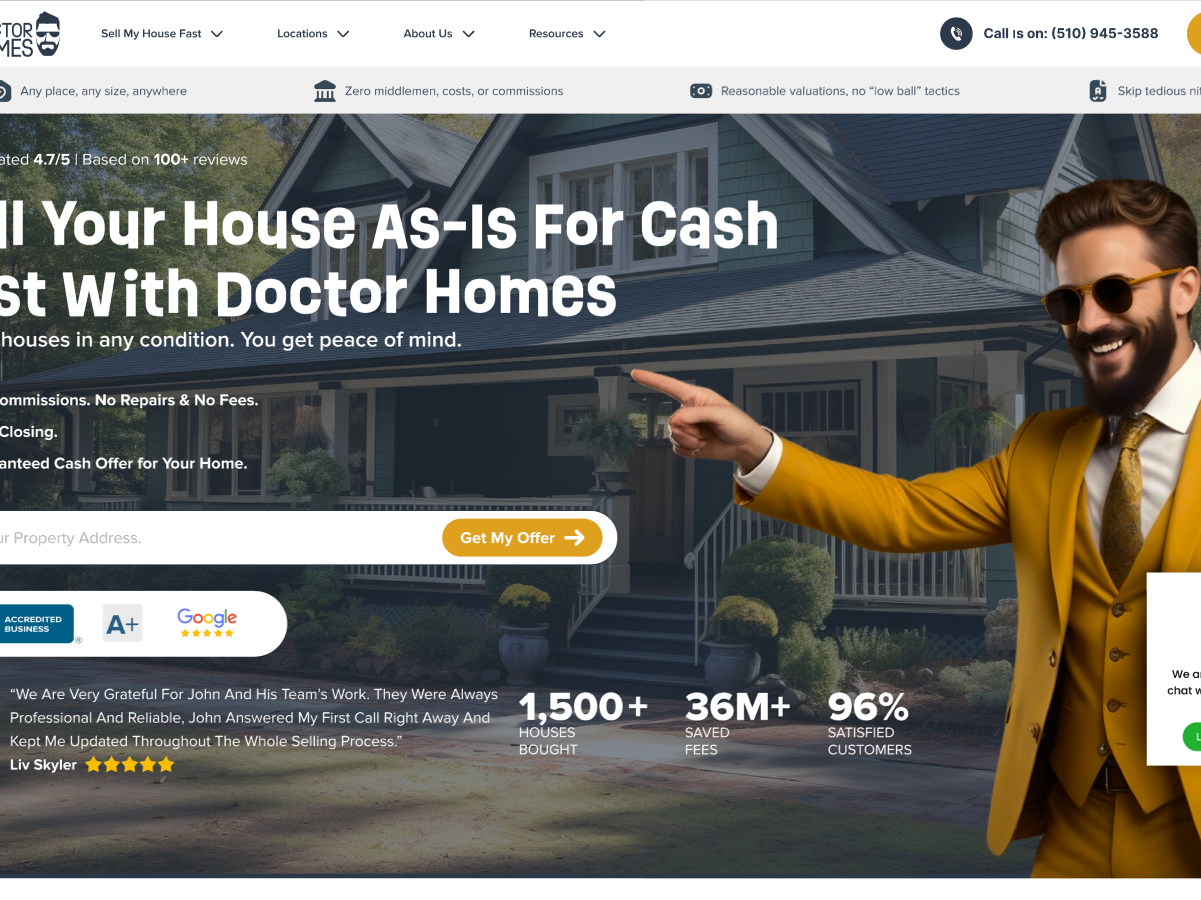 TOR
MES
Sell My House Fast
Locations
About Us
Resources
Call Is on: (510) 945-3588
Any place, any size, anywhere
Zero middlemen, costs, or commissions
Reasonable valuations, no “low ball” tactics
Skip tedious nit
ated 4.7/5 | Based on 100+ reviews
ll Your House As-Is For Cash
st With Doctor Homes
houses in any condition. You get peace of mind.
ommissions. No Repairs & No Fees.
Closing.
anteed Cash Offer for Your Home.
ur Property Address.
Get My Offer
ACCREDITED
BUSINESS
®
A+
Google
“We Are Very Grateful For John And His Team’s Work. They Were Always
Professional And Reliable, John Answered My First Call Right Away And
Kept Me Updated Throughout The Whole Selling Process.”
Liv Skyler
1,500+
HOUSES
BOUGHT
36M+
SAVED
FEES
96%
SATISFIED
CUSTOMERS
We a
chat w
L